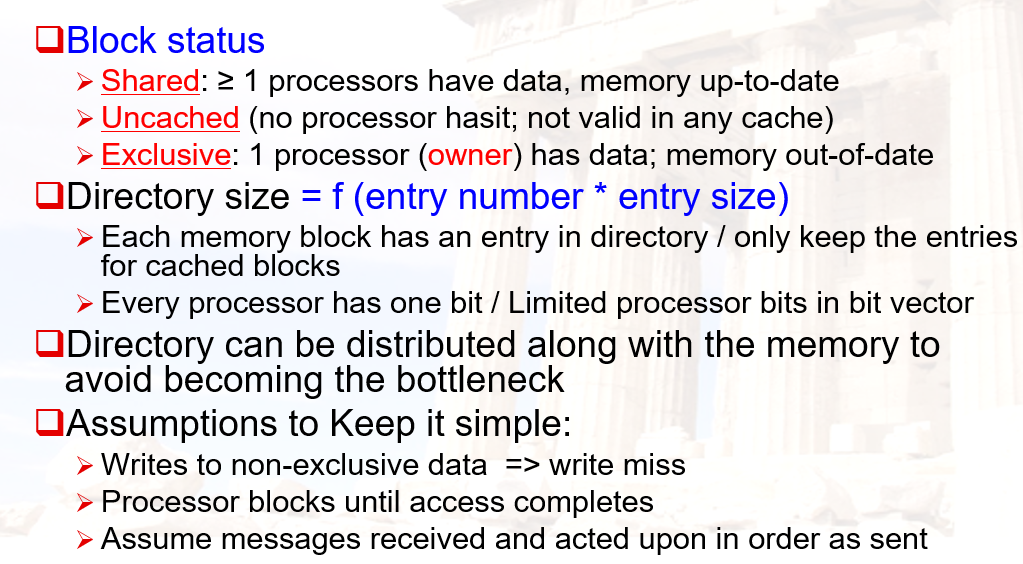 Block status
Shared: ≥ 1 processors have data, memory up-to-date
Uncached (no processor hasit; not valid in any cache)
Exclusive: 1 processor (owner) has data; memory out-of-date
Directory size = f (entry number * entry size)
Each memory block has an entry in directory / only keep the entries
for cached blocks
Every processor has one bit / Limited processor bits in bit vector
Directory can be distributed along with the memory to
avoid becoming the bottleneck
Assumptions to Keep it simple:
Writes to non-exclusive data => write miss
Processor blocks until access completes
Assume messages received and acted upon in order as sent